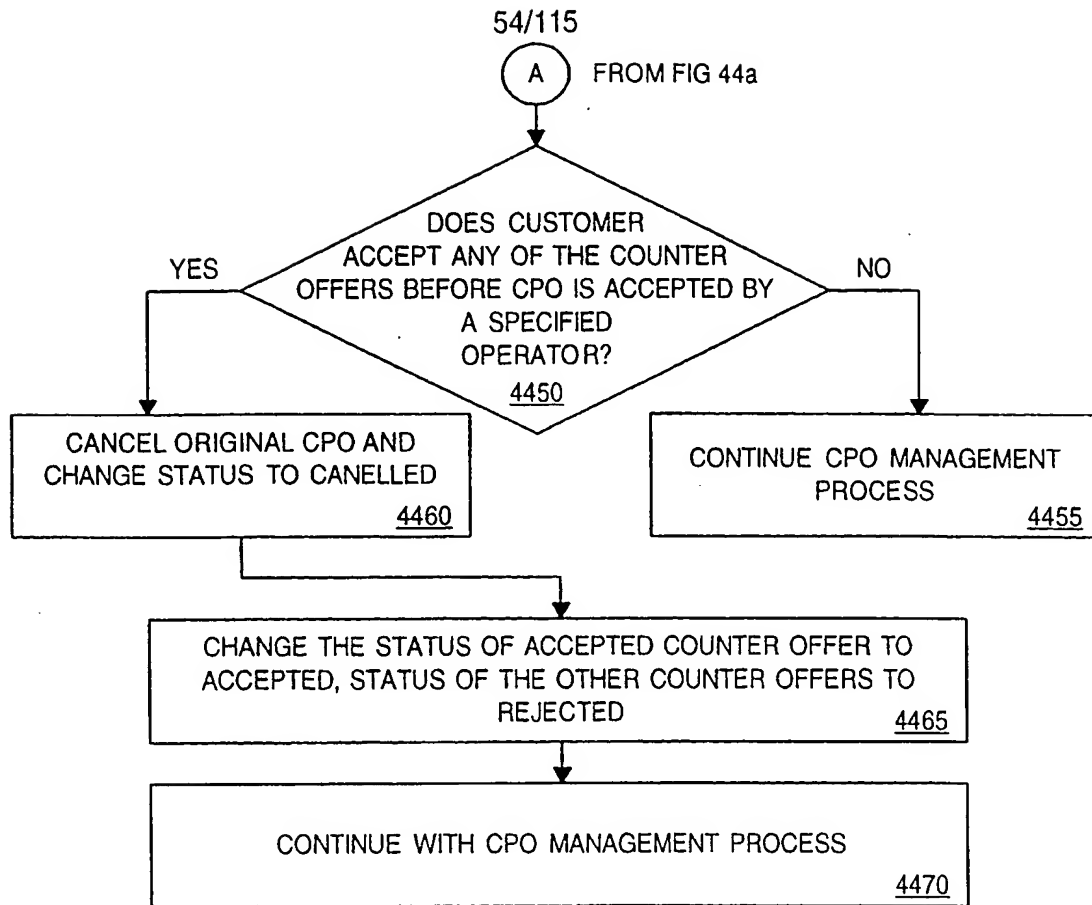 54/115
A FROM FIG 44a
DOES CUSTOMER
ACCEPT ANY OF THE COUNTER
OFFERS BEFORE CPO IS ACCEPTED BY
A SPECIFIED
OPERATOR?
4450
YES
NO
CANCEL ORIGINAL CPO AND
CHANGE STATUS TO CANELLED
4460
CONTINUE CPO MANAGEMENT
PROCESS
4455
CHANGE THE STATUS OF ACCEPTED COUNTER OFFER TO
ACCEPTED, STATUS OF THE OTHER COUNTER OFFERS TO
REJECTED
4465
CONTINUE WITH CPO MANAGEMENT PROCESS
4470